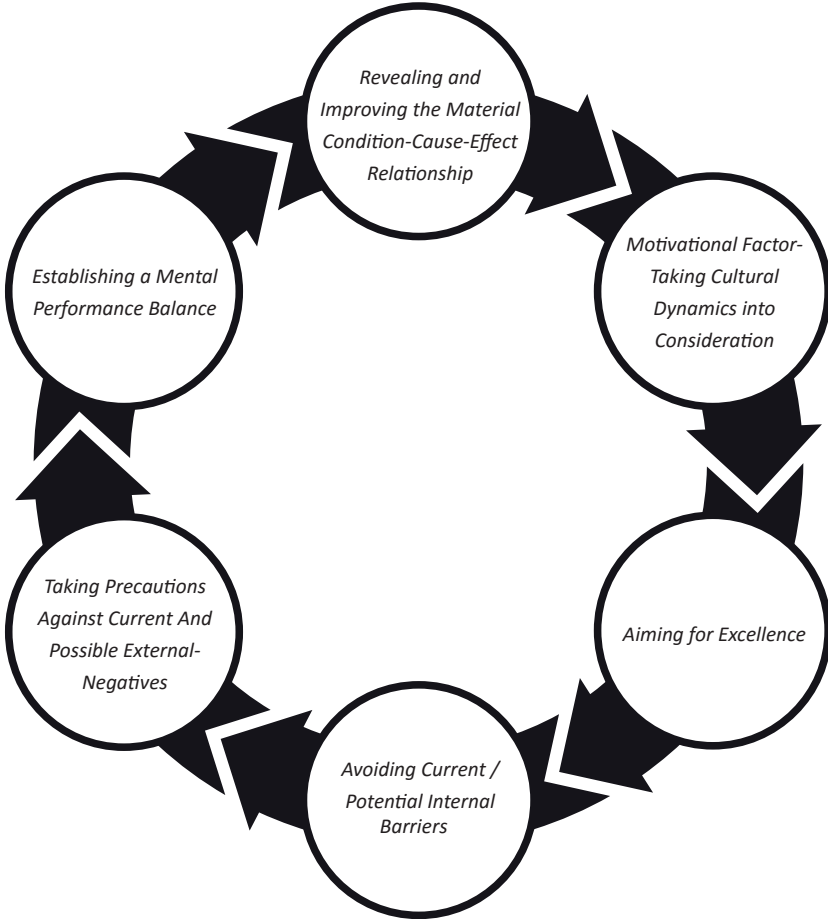 Revealing and
Improving the Material
Condition-Cause-Effect
Relationship
Motivational Factor-
Taking Cultural
Dynamics into
Consideration
Aiming for Excellence
Avoiding Current /
Potential Internal
Barriers
Taking Precautions
Against Current And
Possible External-
Negatives
Establishing a Mental
Performance Balance